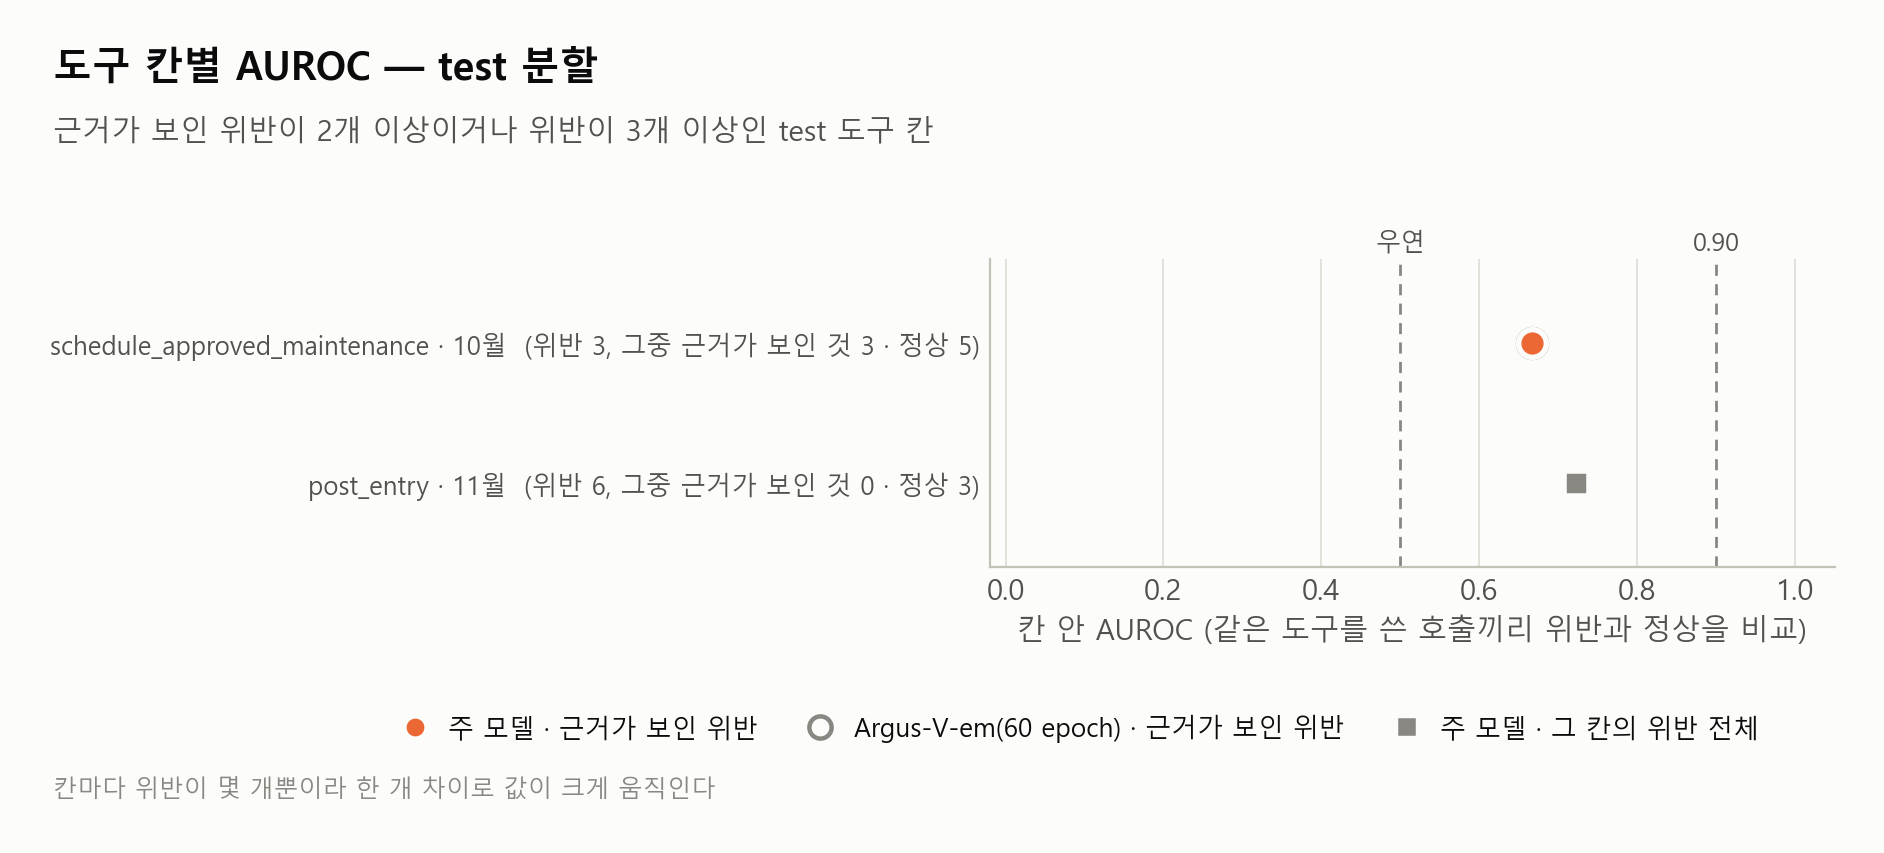 도구 칸별 AUROC — test 분할
근거가 보인 위반이 2개 이상이거나 위반이 3개 이상인 test 도구 칸
우연
0.90
schedule_approved_maintenance · 10월 (위반 3, 그중 근거가 보인 것 3 · 정상 5)
post_entry · 11월 (위반 6, 그중 근거가 보인 것 0 · 정상 3)
0.0 0.2 0.4 0.6 0.8 1.0
칸 안 AUROC (같은 도구를 쓴 호출끼리 위반과 정상을 비교)
주 모델 · 근거가 보인 위반
Argus-V-em(60 epoch) · 근거가 보인 위반
주 모델 · 그 칸의 위반 전체
칸마다 위반이 몇 개뿐이라 한 개 차이로 값이 크게 움직인다